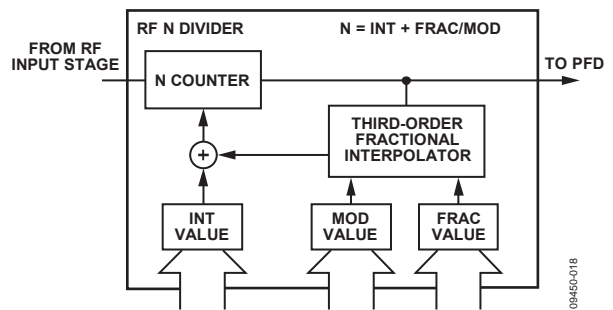 RF N DIVIDER
N = INT + FRAC/MOD
FROM RF
INPUT STAGE
N COUNTER
TO PFD
THIRD-ORDER
FRACTIONAL
INTERPOLATOR
+
INT
VALUE
MOD
VALUE
FRAC
VALUE
09450-018